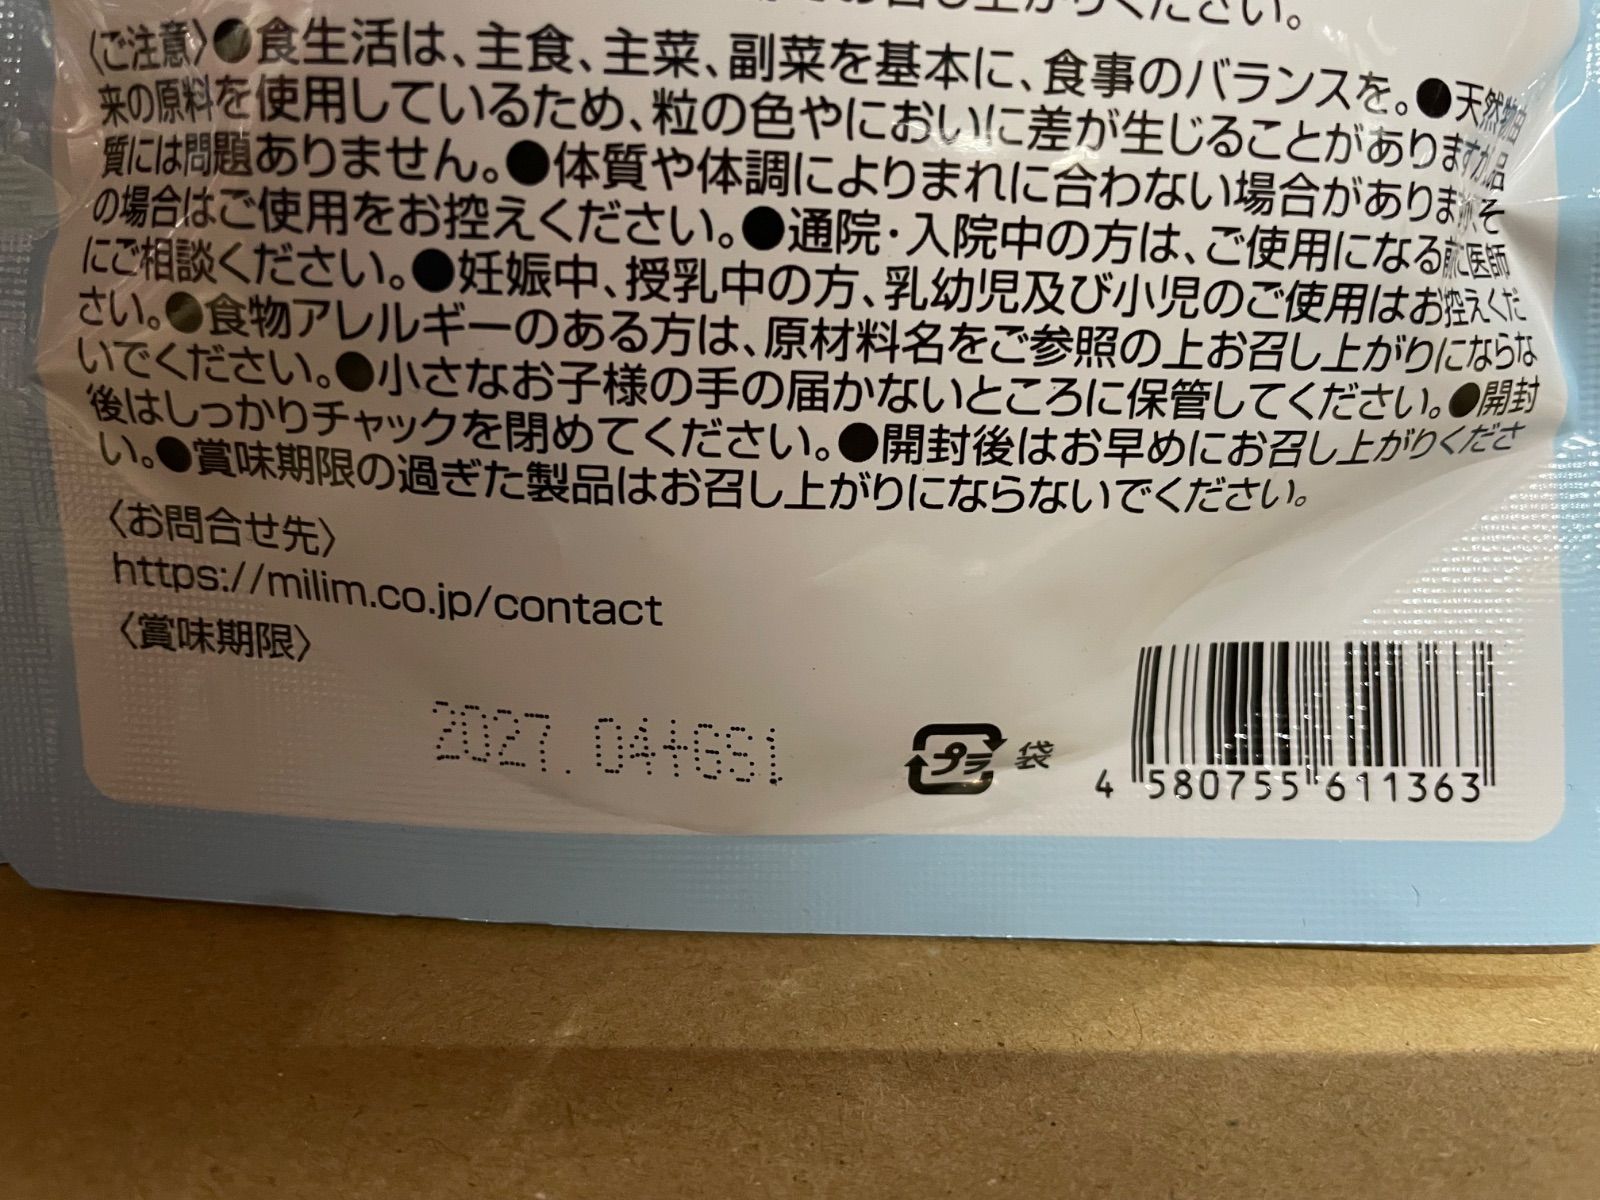 お召し上がりください。
〈ご注意〉●食生活は、主食、主菜、副菜を基本に、食事のバランスを。●天然物由
来の原料を使用しているため、粒の色やにおいに差が生じることがありますが、品
質には問題ありません。●体質や体調によりまれに合わない場合があります。そ
の場合はご使用をお控えください。●通院・入院中の方は、ご使用になる前に医師
にご相談ください。●妊娠中、授乳中の方、乳幼児及び小児のご使用はお控えくだ
さい。●食物アレルギーのある方は、原材料名をご参照の上お召し上がりにならな
いでください。●小さなお子様の手の届かないところに保管してください。●開封
後はしっかりチャックを閉めてください。●開封後はお早めにお召し上がりくださ
い。●賞味期限の過ぎた製品はお召し上がりにならないでください。
〈お問合せ先〉
https://milim.co.jp/contact
〈賞味期限〉
2027.04+GS1
プラ 袋
4 580755 611363